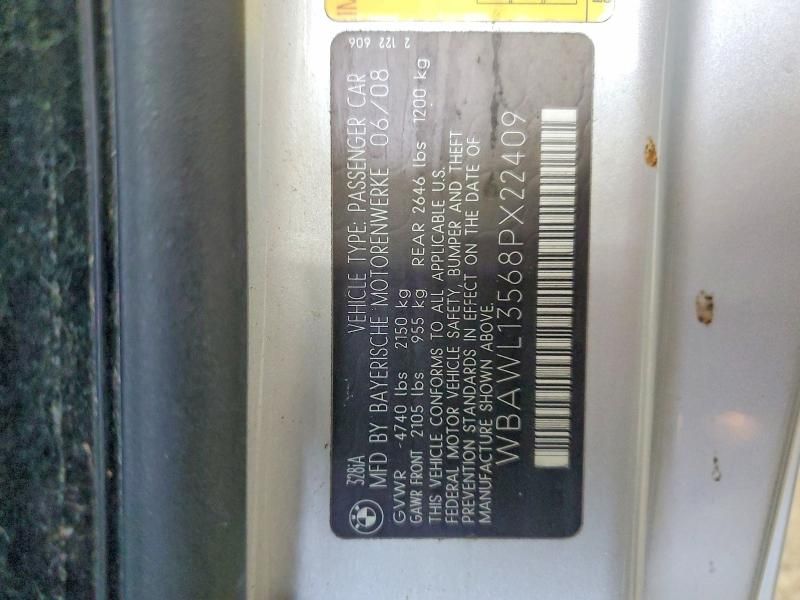 2 122 606
328iA VEHICLE TYPE: PASSENGER CAR
MFD BY BAYERISCHE MOTORENWERKE 06/08
GVWR 4740 lbs 2150 kg
GAWR FRONT 2105 lbs 955 kg REAR 2646 lbs 1200 kg
THIS VEHICLE CONFORMS TO ALL APPLICABLE U.S.
FEDERAL MOTOR VEHICLE SAFETY, BUMPER AND THEFT
PREVENTION STANDARDS IN EFFECT ON THE DATE OF
MANUFACTURE SHOWN ABOVE.
WBAWL13568PX22409